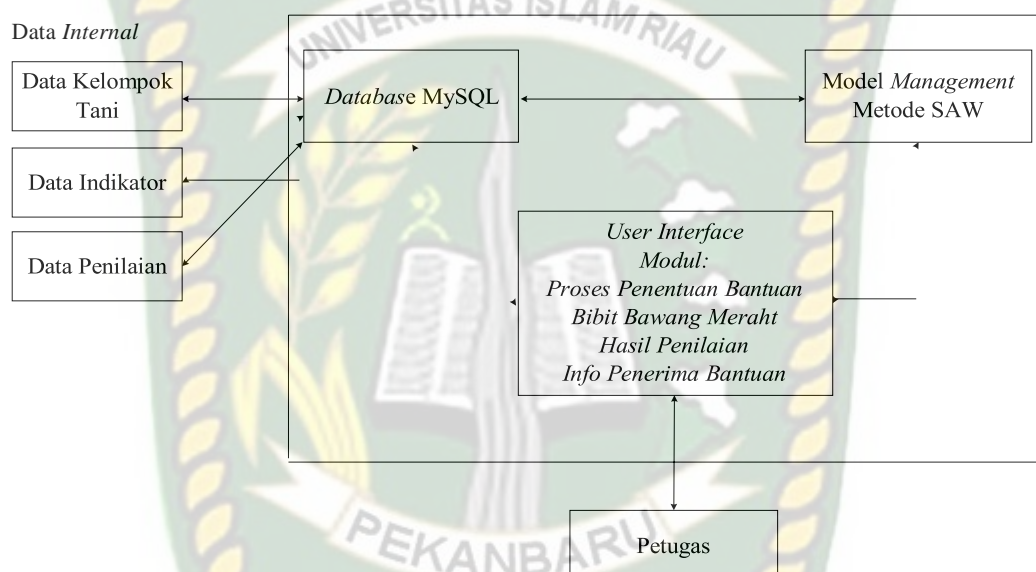 UNIVERSITAS ISLAM RIAU
Data Internal
Data Kelompok
Tani
Database MySQL
Model Management
Metode SAW
Data Indikator
Data Penilaian
User Interface
Modul:
Proses Penentuan Bantuan
Bibit Bawang Meraht
Hasil Penilaian
Info Penerima Bantuan
PEKANBARU
Petugas